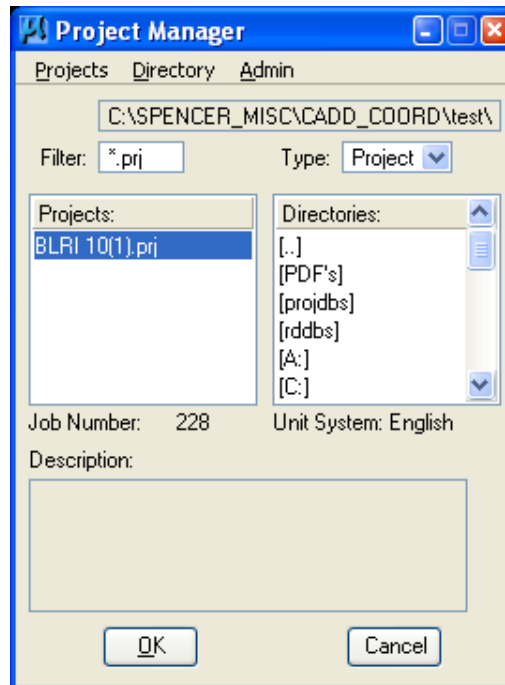 Project Manager
Projects Directory Admin
C:\SPENCER_MISC\CADD_COORD\test\
Filter: *.prj Type: Project
Projects: Directories:
BLRI 10(1).prj [..]
[PDF's]
[projdbs]
[rddbs]
[A:]
[C:]
Job Number: 228 Unit System: English
Description:
OK Cancel